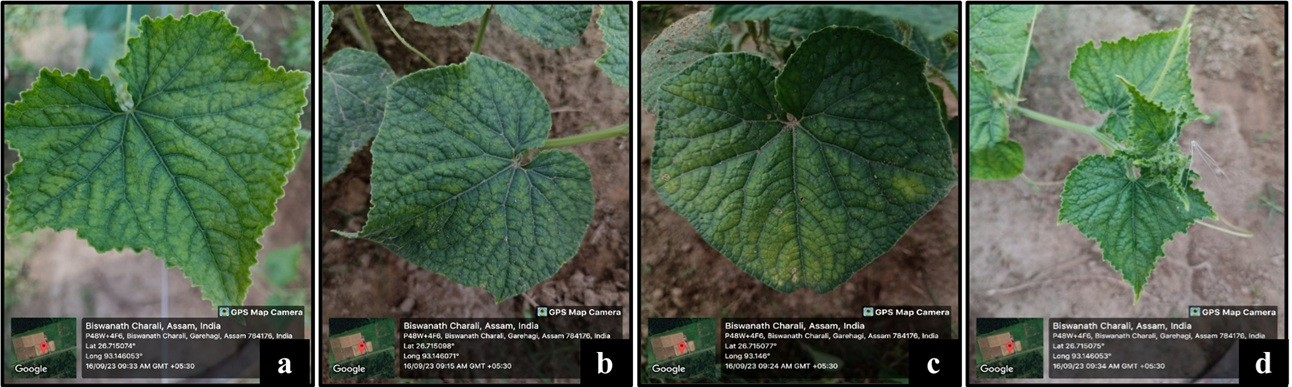 GPS Map Camera
Biswanath Charali, Assam, India
P48W+4F6, Biswanath Charali, Garehagi, Assam 784176, India
Lat 26.715074°
Long 93.146053°
16/09/23 09:33 AM GMT +05:30
Google
a
GPS Map Camera
Biswanath Charali, Assam, India
P48W+4F6, Biswanath Charali, Garehagi, Assam 784176, India
Lat 26.715098°
Long 93.146071°
16/09/23 09:15 AM GMT +05:30
Google
b
GPS Map Camera
Biswanath Charali, Assam, India
P48W+4F6, Biswanath Charali, Garehagi, Assam 784176, India
Lat 26.715077°
Long 93.146°
16/09/23 09:24 AM GMT +05:30
Google
c
GPS Map Camera
Biswanath Charali, Assam, India
P48W+4F6, Biswanath Charali, Garehagi, Assam 784176, India
Lat 26.715075°
Long 93.146053°
16/09/23 09:34 AM GMT +05:30
Google
d